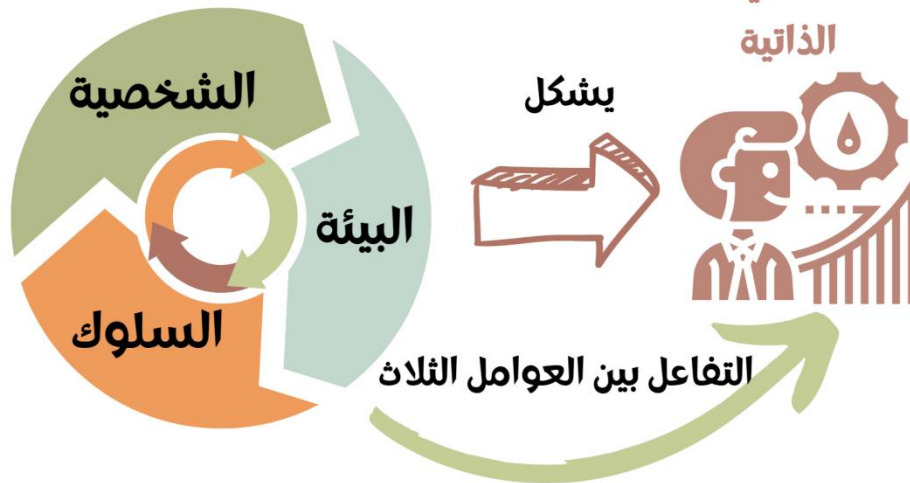 الذاتية
يشكل
الشخصية
البيئة
السلوك
التفاعل بين العوامل الثلاث